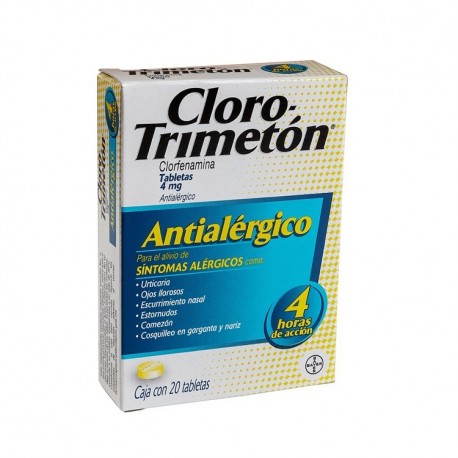 Cloro-
Trimetón®
Clorfenamina
Tabletas
4 mg
Antialérgico
Antialérgico
Para el alivio de
SÍNTOMAS ALÉRGICOS como:
• Urticaria
• Ojos llorosos
• Escurrimiento nasal
• Estornudos
• Comezón
• Cosquilleo en garganta y nariz
4
horas
de acción
Caja con 20 tabletas
BAYER